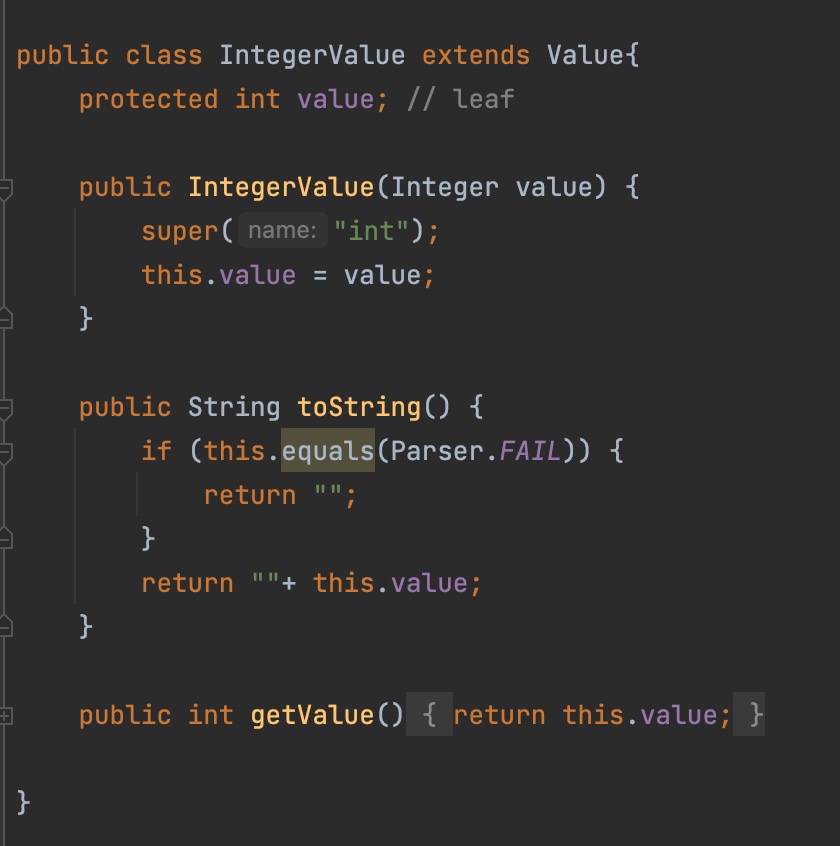 public class IntegerValue extends Value{
protected int value; // leaf
public IntegerValue(Integer value) {
super( name: "int");
this.value = value;
}
public String toString() {
if (this.equals(Parser.FAIL)) {
return "";
}
return ""+ this.value;
}
public int getValue() { return this.value; }
}